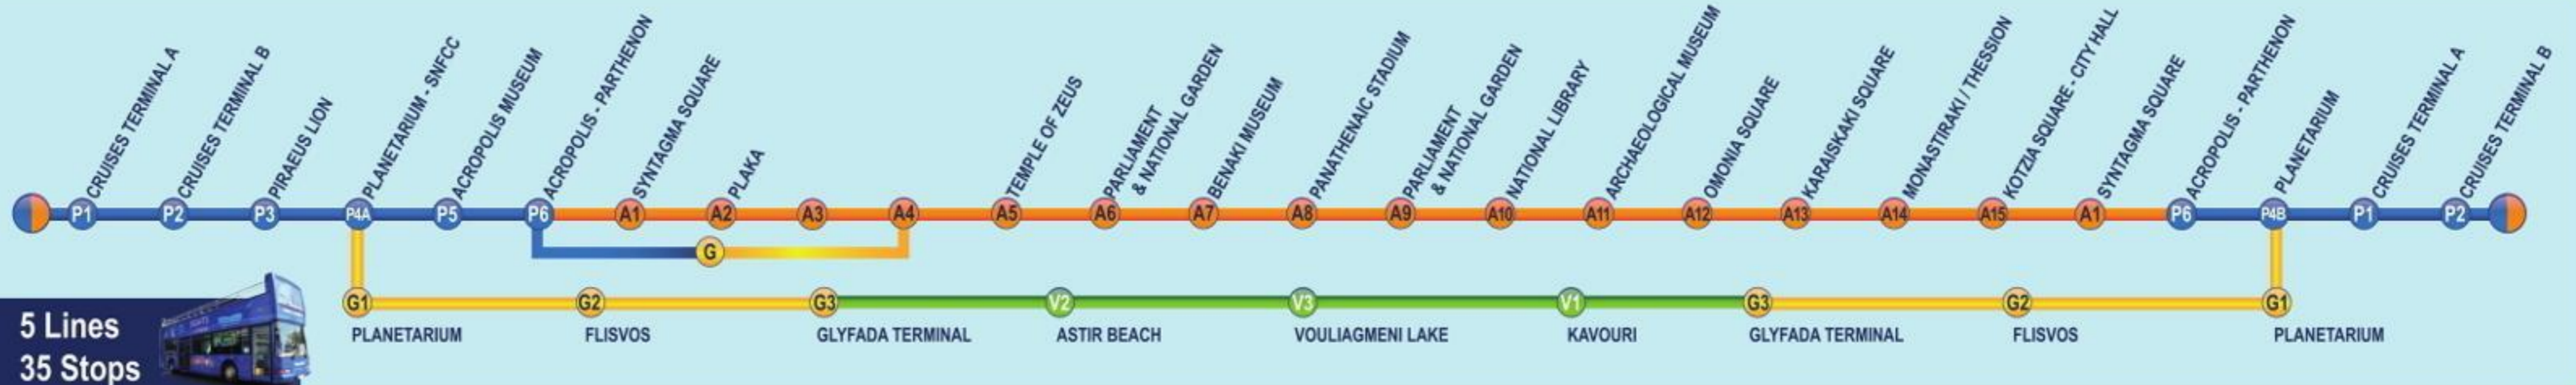 CRUISES TERMINAL A
CRUISES TERMINAL B
PIRAEUS LION
PLANETARIUM - SNFCC
ACROPOLIS MUSEUM
ACROPOLIS - PARTHENON
SYNTAGMA SQUARE
PLAKA
TEMPLE OF ZEUS
PARLIAMENT
& NATIONAL GARDEN
BENAKI MUSEUM
PANATHENAIC STADIUM
PARLIAMENT
& NATIONAL GARDEN
NATIONAL LIBRARY
ARCHAEOLOGICAL MUSEUM
OMONIA SQUARE
KARAISKAKI SQUARE
MONASTIRAKI / THESSION
KOTZIA SQUARE - CITY HALL
SYNTAGMA SQUARE
ACROPOLIS - PARTHENON
PLANETARIUM
CRUISES TERMINAL A
CRUISES TERMINAL B
P1 P2 P3 P4A P5 P6 A1 A2 A3 A4 A5 A6 A7 A8 A9 A10 A11 A12 A13 A14 A15 A1 P6 P4B P1 P2
G
G1 G2 G3 V2 V3 V1 G3 G2 G1
PLANETARIUM FLISVOS GLYFADA TERMINAL ASTIR BEACH VOULIAGMENI LAKE KAVOURI GLYFADA TERMINAL FLISVOS PLANETARIUM
5 Lines
35 Stops